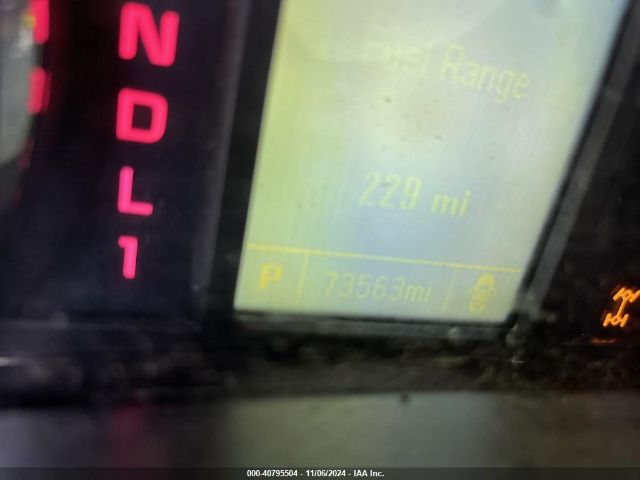 N
D
L
1
Fuel Range
229 mi
P 73563mi
000-40795504 - 11/06/2024 - IAA Inc.